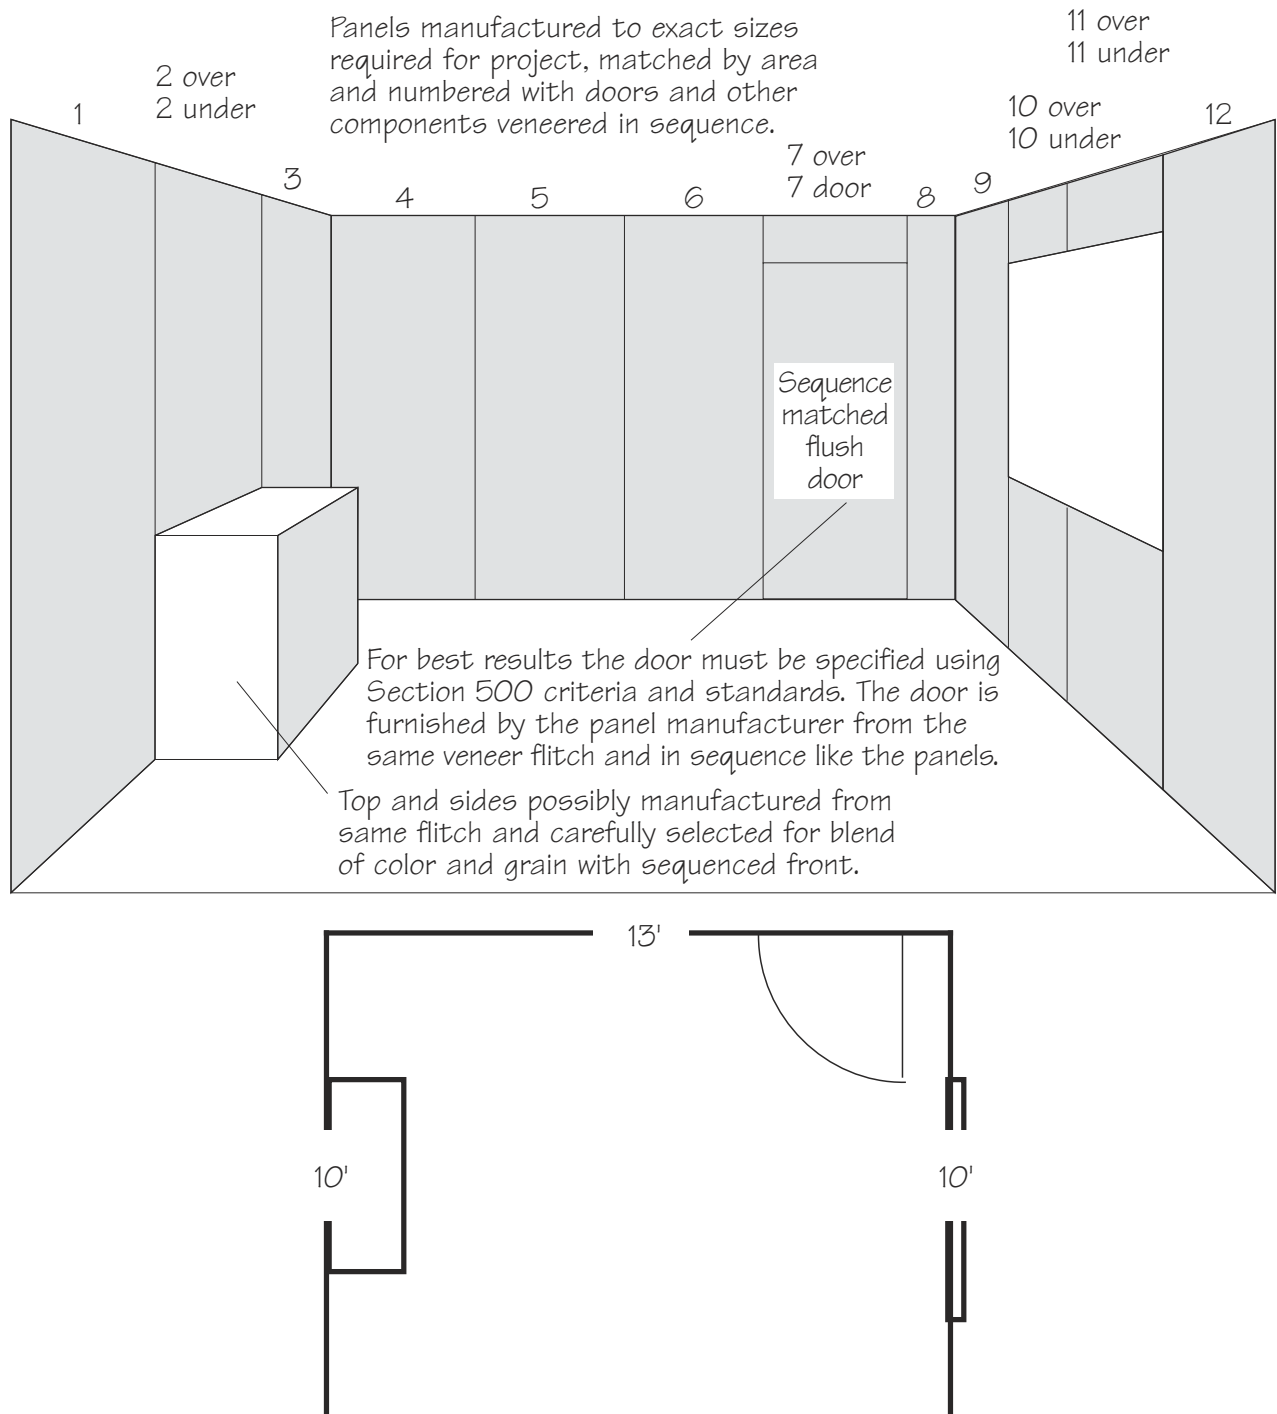 Panels manufactured to exact sizes
required for project, matched by area
and numbered with doors and other
components veneered in sequence.
1
2 over
2 under
3
4
5
6
7 over
7 door
8
9
10 over
10 under
11 over
11 under
12
Sequence
matched
flush
door
For best results the door must be specified using
Section 500 criteria and standards. The door is
furnished by the panel manufacturer from the
same veneer flitch and in sequence like the panels.
Top and sides possibly manufactured from
same flitch and carefully selected for blend
of color and grain with sequenced front.
13'
10'
10'